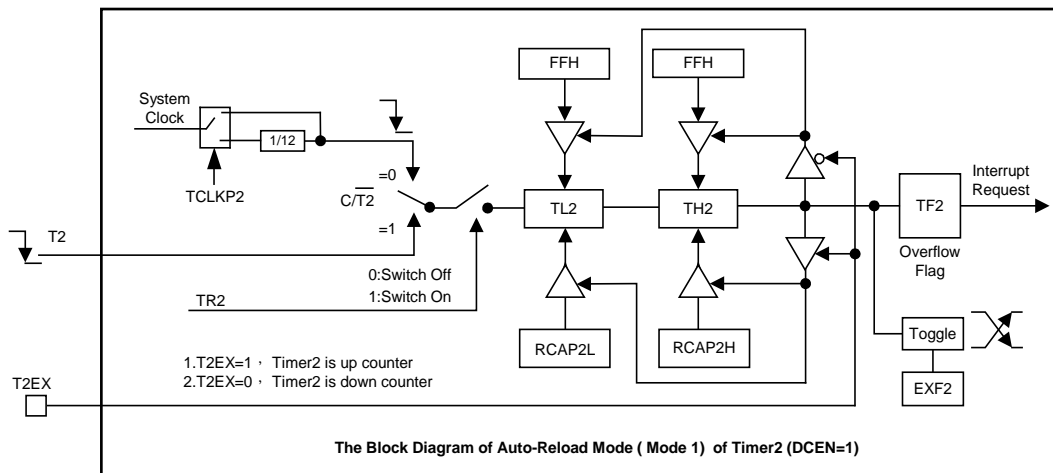 FFH
FFH
System
Clock
1/12
TCLKP2
=0
C/T2
=1
TL2
TH2
TF2
Interrupt
Request
Overflow
Flag
T2
0:Switch Off
1:Switch On
TR2
RCAP2L
RCAP2H
Toggle
EXF2
1.T2EX=1， Timer2 is up counter
2.T2EX=0， Timer2 is down counter
T2EX
The Block Diagram of Auto-Reload Mode ( Mode 1) of Timer2 (DCEN=1)